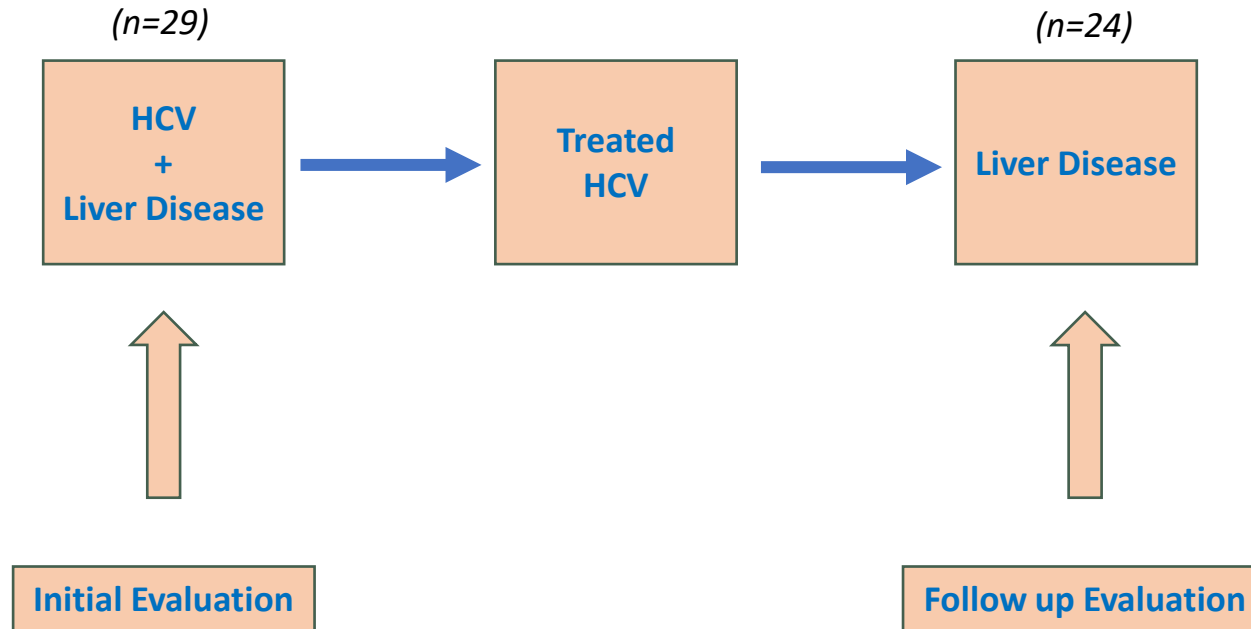 (n=29)
(n=24)
HCV
+
Liver Disease
Treated
HCV
Liver Disease
Initial Evaluation
Follow up Evaluation